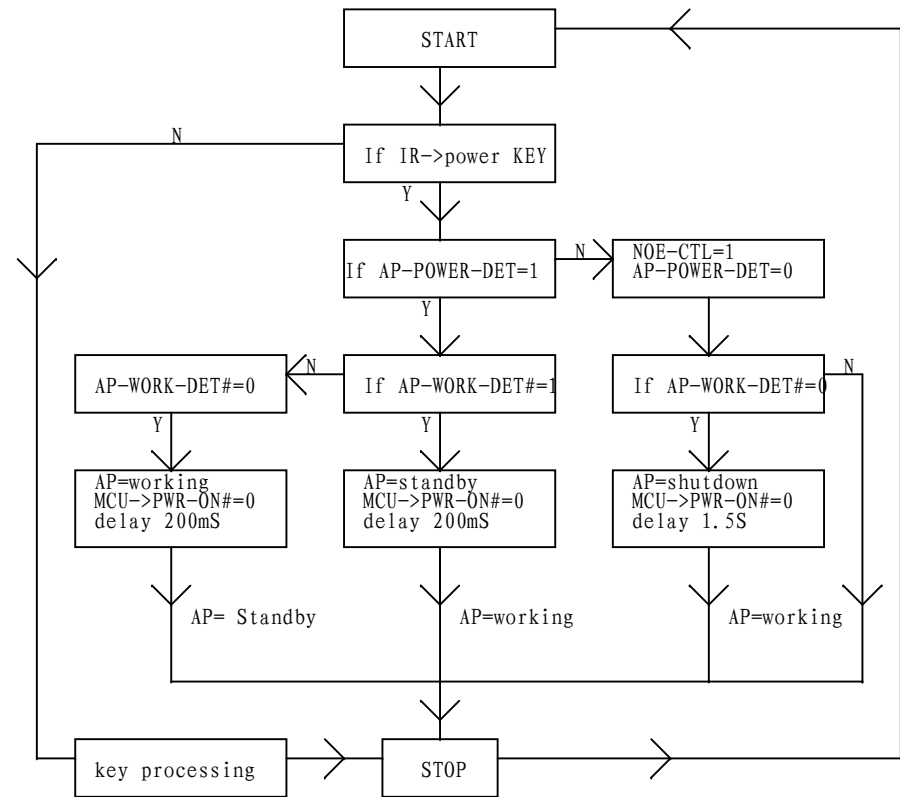 START
N
If IR->power KEY
Y
If AP-POWER-DET=1
N
NOE-CTL=1
AP-POWER-DET=0
Y
AP-WORK-DET#=0
N
If AP-WORK-DET#=1
If AP-WORK-DET#=0
N
Y
Y
Y
AP=working
MCU->PWR-ON#=0
delay 200mS
AP=standby
MCU->PWR-ON#=0
delay 200mS
AP=shutdown
MCU->PWR-ON#=0
delay 1.5S
AP= Standby
AP=working
AP=working
key processing
STOP